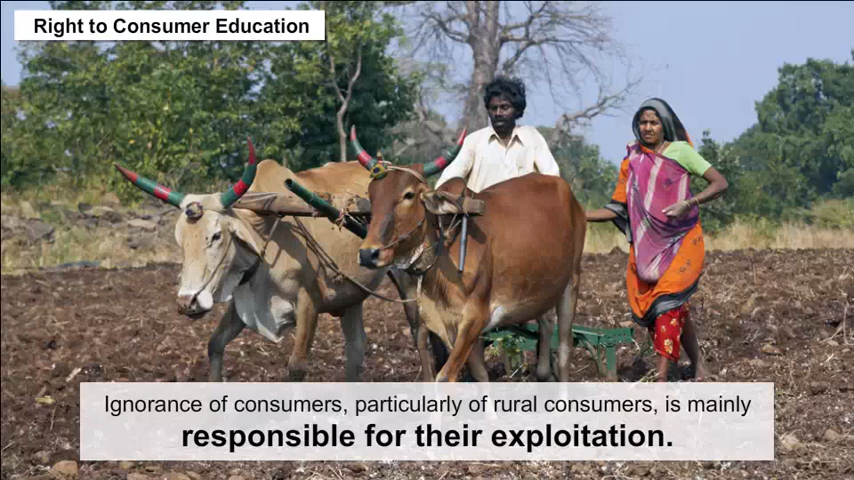 Right to Consumer Education
Ignorance of consumers, particularly of rural consumers, is mainly
responsible for their exploitation.